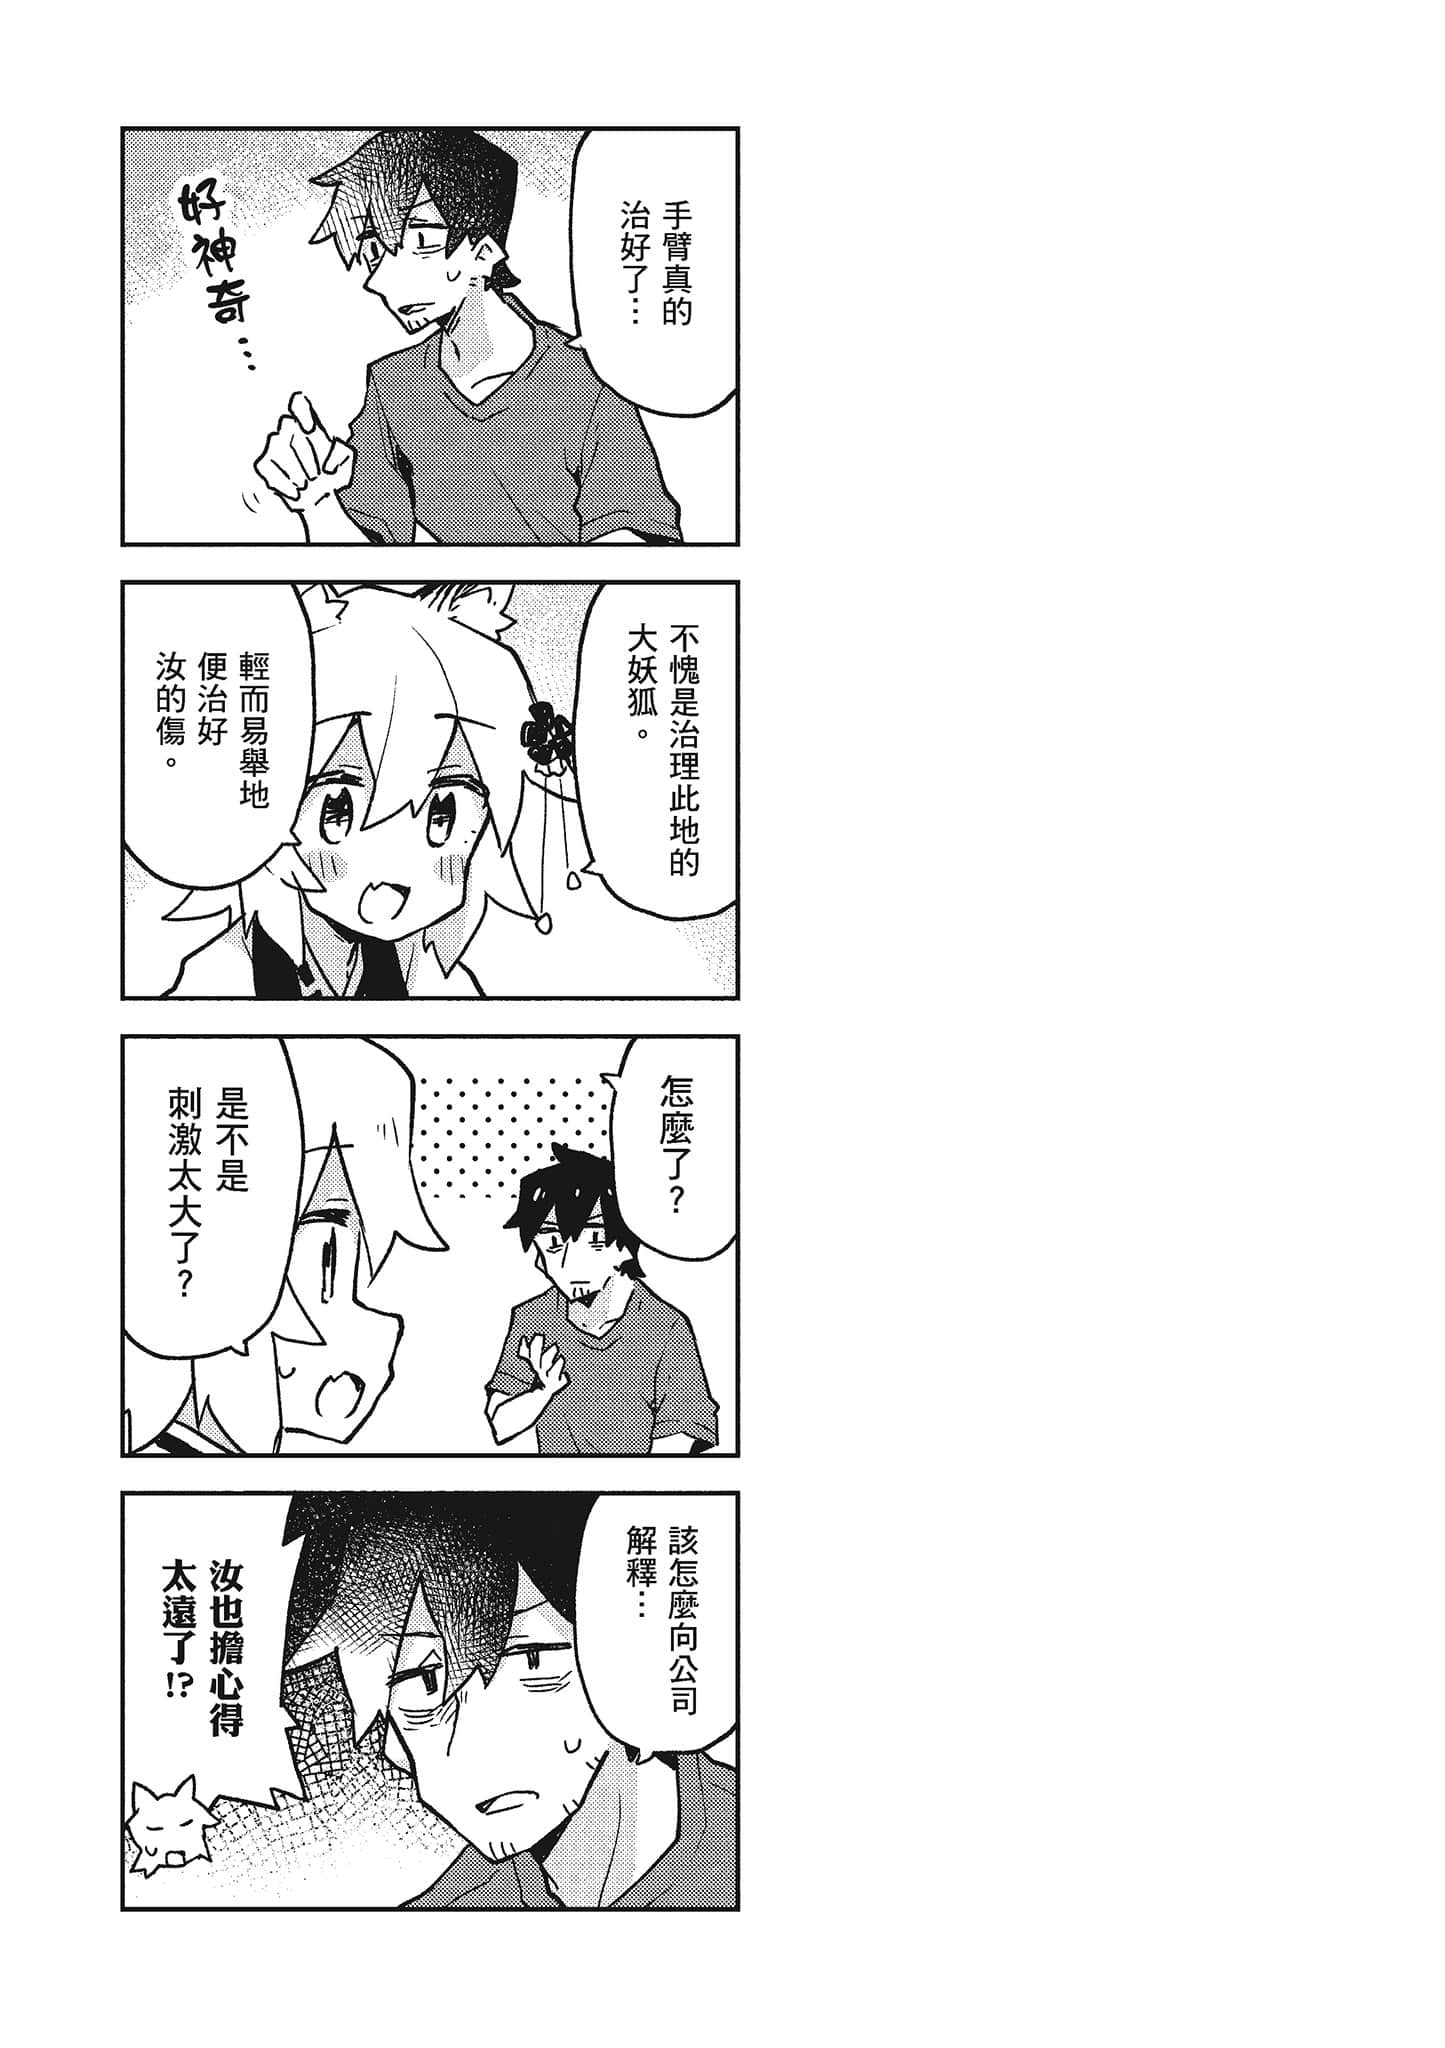 手臂真的
治好了…
好神奇…
不愧是治理此地的
大妖狐。
輕而易舉地
便治好
汝的傷。
怎麼了？
是不是
刺激太大了？
該怎麼向公司
解釋…
汝也擔心得
太遠了!?